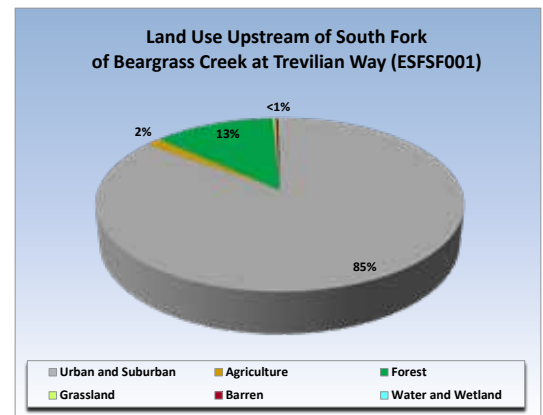 Land Use Upstream of South Fork
of Beargrass Creek at Trevilian Way (ESFSF001)
<1%
2%
13%
85%
Urban and Suburban Agriculture Forest
Grassland Barren Water and Wetland